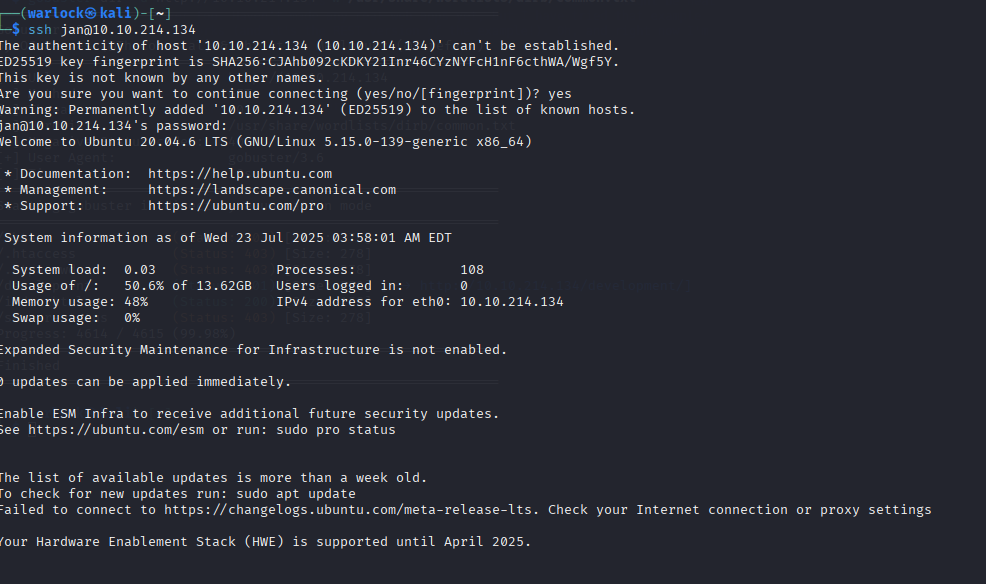 (warlock㉿kali)-[~]
$ ssh jan@10.10.214.134
The authenticity of host '10.10.214.134 (10.10.214.134)' can't be established.
ED25519 key fingerprint is SHA256:CJAhb092cKDKY21Inr46CYzNYFcH1nF6cthWA/Wgf5Y.
This key is not known by any other names.
Are you sure you want to continue connecting (yes/no/[fingerprint])? yes
Warning: Permanently added '10.10.214.134' (ED25519) to the list of known hosts.
jan@10.10.214.134's password:
Welcome to Ubuntu 20.04.6 LTS (GNU/Linux 5.15.0-139-generic x86_64)
* Documentation: https://help.ubuntu.com
* Management: https://landscape.canonical.com
* Support: https://ubuntu.com/pro
System information as of Wed 23 Jul 2025 03:58:01 AM EDT
System load: 0.03 Processes: 108
Usage of /: 50.6% of 13.62GB Users logged in: 0
Memory usage: 48% IPv4 address for eth0: 10.10.214.134
Swap usage: 0%
Expanded Security Maintenance for Infrastructure is not enabled.
0 updates can be applied immediately.
Enable ESM Infra to receive additional future security updates.
See https://ubuntu.com/esm or run: sudo pro status
The list of available updates is more than a week old.
To check for new updates run: sudo apt update
Failed to connect to https://changelogs.ubuntu.com/meta-release-lts. Check your Internet connection or proxy settings
Your Hardware Enablement Stack (HWE) is supported until April 2025.